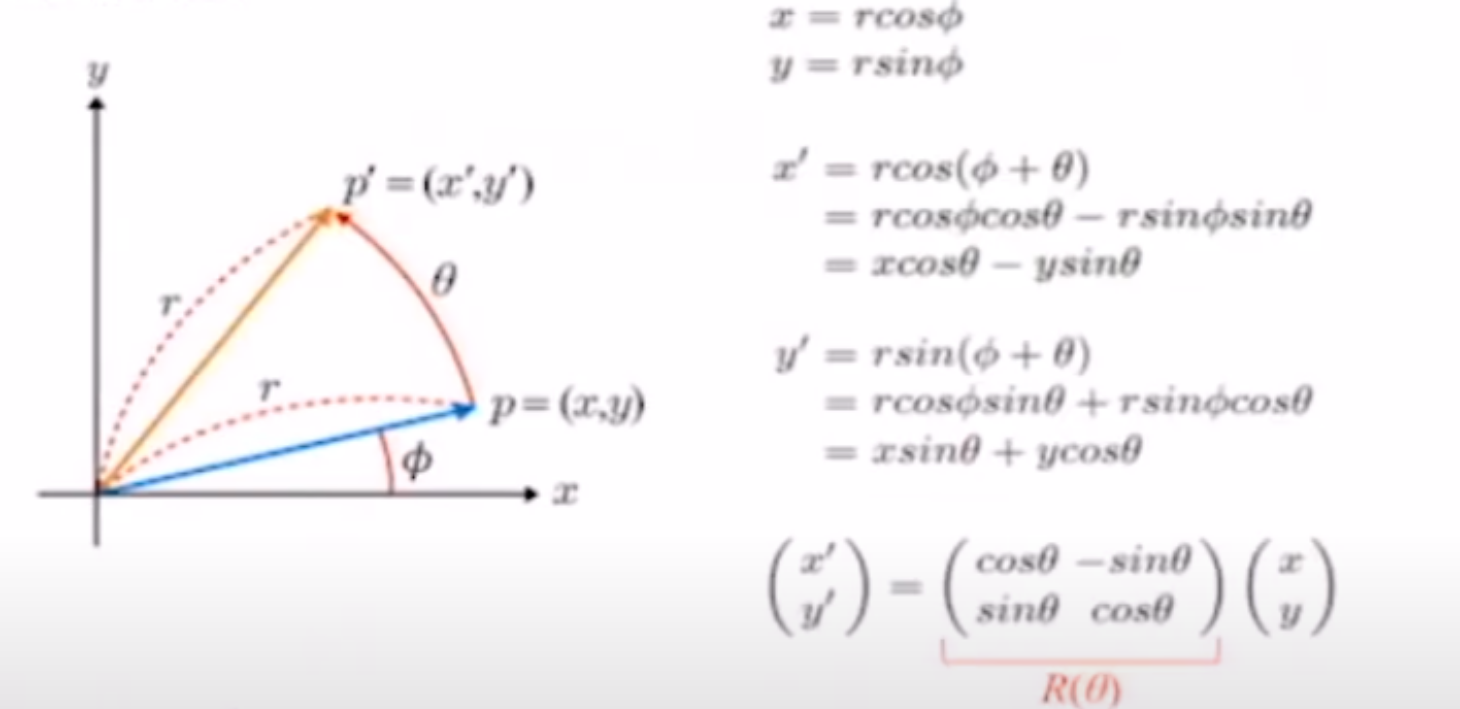 y
p' = (x',y')
θ
r
r
p = (x,y)
ϕ
x
x = rcosϕ
y = rsinϕ
x' = rcos(ϕ + θ)
= rcosϕcosθ − rsinϕsinθ
= xcosθ − ysinθ
y' = rsin(ϕ + θ)
= rcosϕsinθ + rsinϕcosθ
= xsinθ + ycosθ
(x' y') = (cosθ −sinθ sinθ cosθ) (x y)
R(θ)